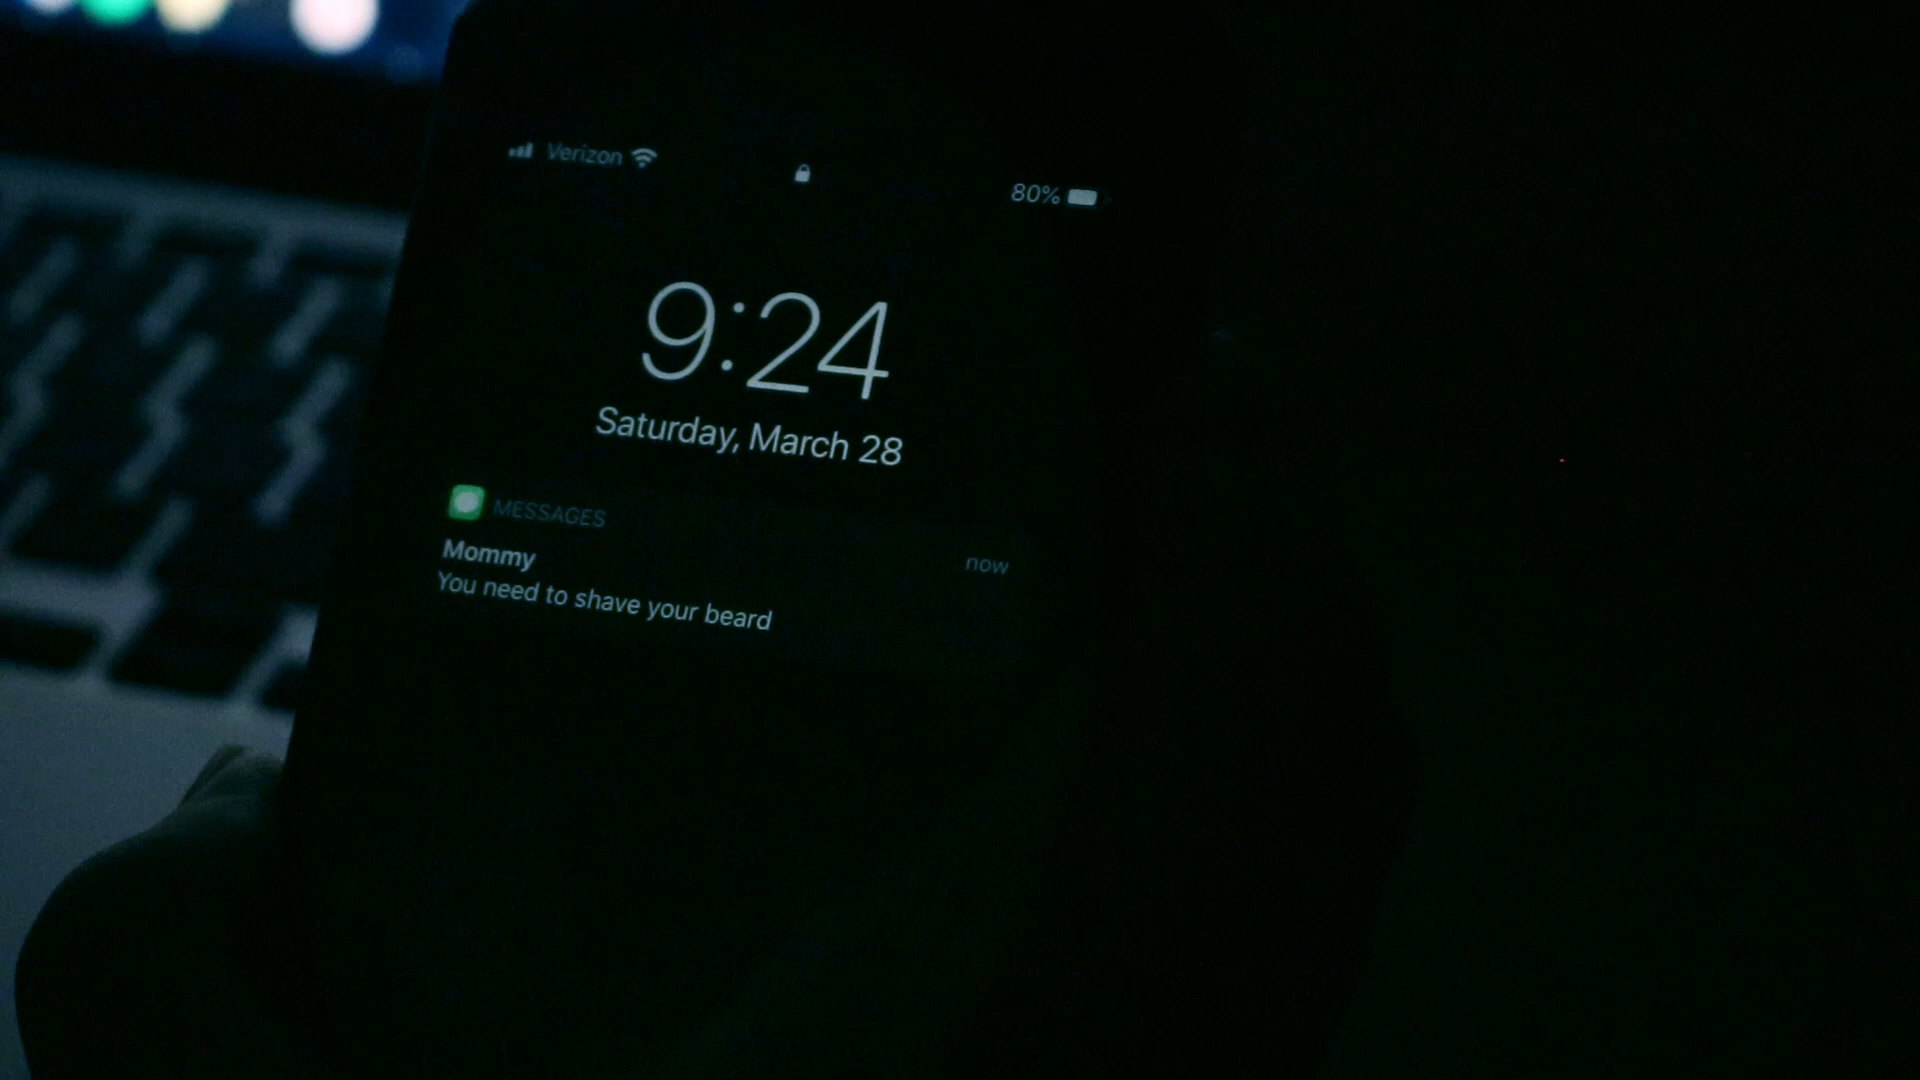 Verizon
80%
9:24
Saturday, March 28
MESSAGES
Mommy
now
You need to shave your beard